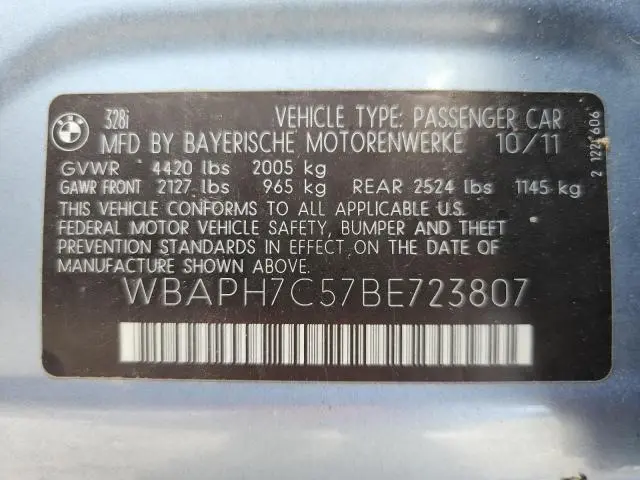 BMW
328i
VEHICLE TYPE: PASSENGER CAR
MFD BY BAYERISCHE MOTORENWERKE 10/11
GVWR 4420 lbs 2005 kg
GAWR FRONT 2127 lbs 965 kg REAR 2524 lbs 1145 kg
THIS VEHICLE CONFORMS TO ALL APPLICABLE U.S.
FEDERAL MOTOR VEHICLE SAFETY, BUMPER AND THEFT
PREVENTION STANDARDS IN EFFECT ON THE DATE OF
MANUFACTURE SHOWN ABOVE.
WBAPH7C57BE723807